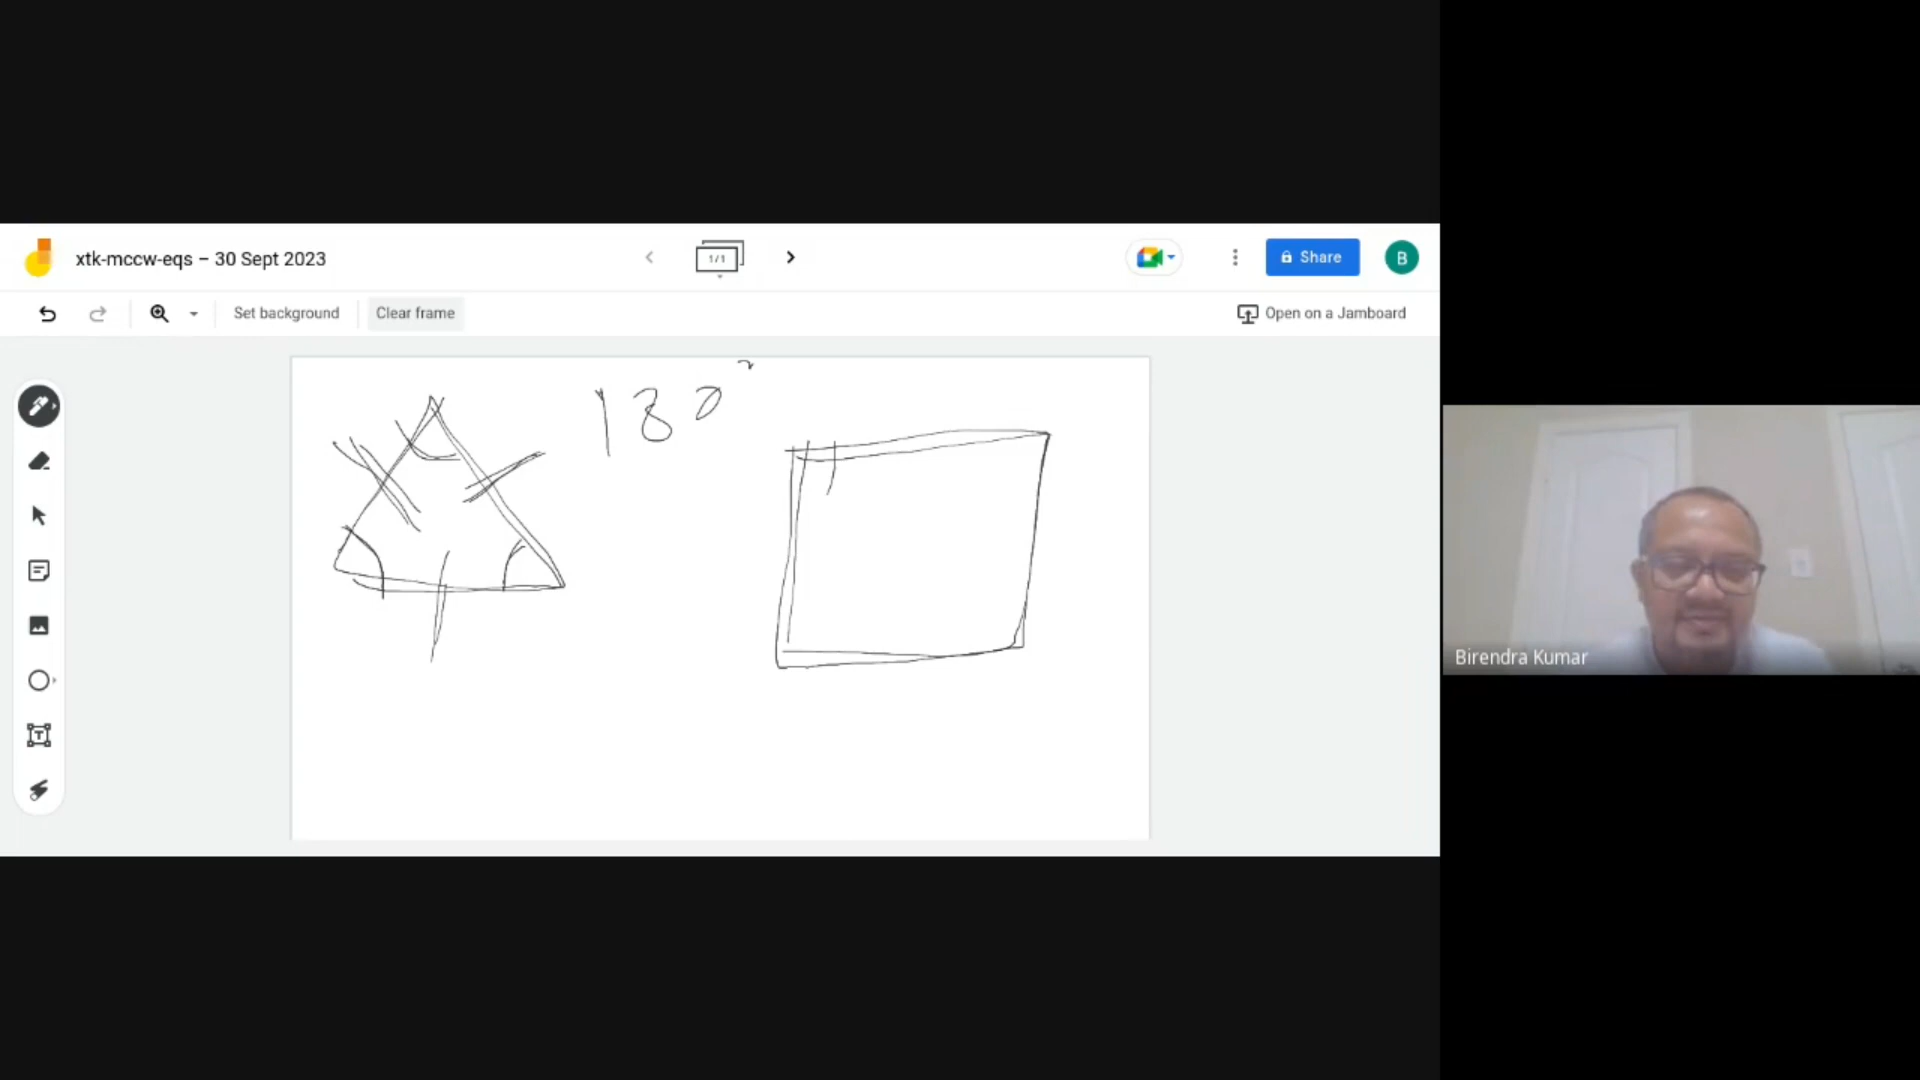 xtk-mccw-eqs – 30 Sept 2023
1/1
Share
B
Set background
Clear frame
Open on a Jamboard
180
T
Birendra Kumar